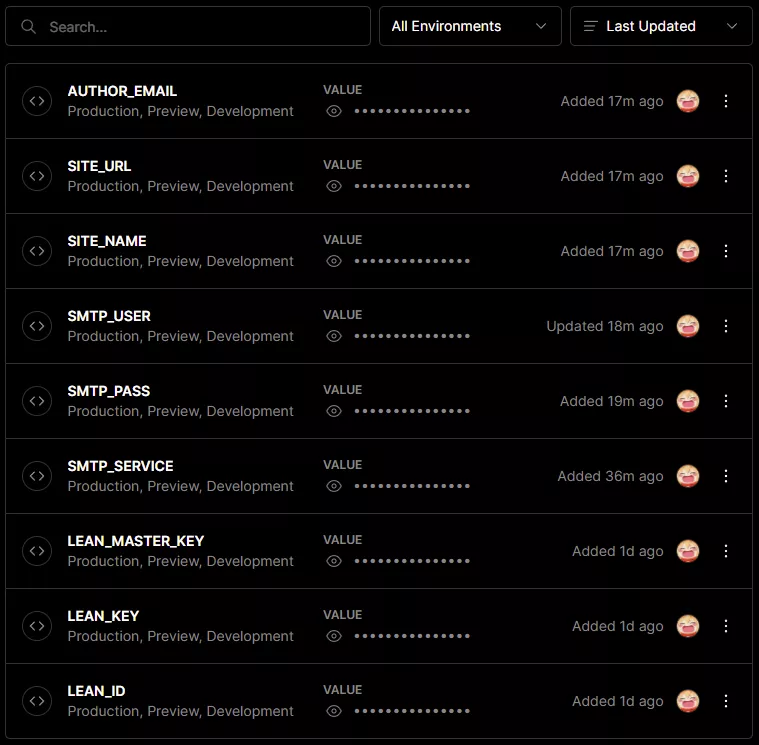 Search...
All Environments
Last Updated
AUTHOR_EMAIL
Production, Preview, Development
VALUE
•••••••••••••••
Added 17m ago
SITE_URL
Production, Preview, Development
VALUE
•••••••••••••••
Added 17m ago
SITE_NAME
Production, Preview, Development
VALUE
•••••••••••••••
Added 17m ago
SMTP_USER
Production, Preview, Development
VALUE
•••••••••••••••
Updated 18m ago
SMTP_PASS
Production, Preview, Development
VALUE
•••••••••••••••
Added 19m ago
SMTP_SERVICE
Production, Preview, Development
VALUE
•••••••••••••••
Added 36m ago
LEAN_MASTER_KEY
Production, Preview, Development
VALUE
•••••••••••••••
Added 1d ago
LEAN_KEY
Production, Preview, Development
VALUE
•••••••••••••••
Added 1d ago
LEAN_ID
Production, Preview, Development
VALUE
•••••••••••••••
Added 1d ago